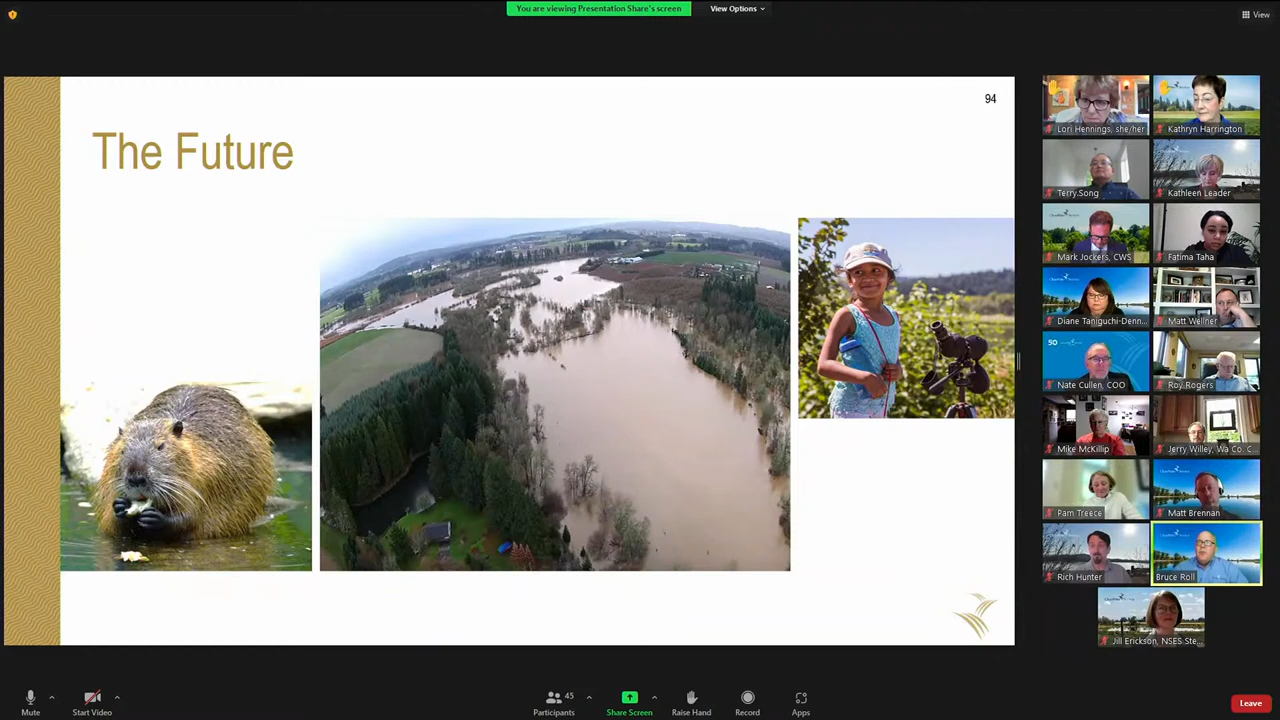 You are viewing Presentation Share's screen
View Options
View
94
The Future
Lori Hennings, she/her
Kathryn Harrington
Terry.Song
Kathleen Leader
Mark Jockers, CWS
Fatima Taha
Diane Taniguchi-Denn...
Matt Wellner
50
Nate Cullen, COO
Roy Rogers
Mike McKillip
Jerry Willey, Wa Co. C...
Pam Treece
Matt Brennan
Rich Hunter
Bruce Roll
Jill Erickson, NSES Ste...
Mute
Start Video
Participants
45
Share Screen
Raise Hand
Record
Apps
Leave